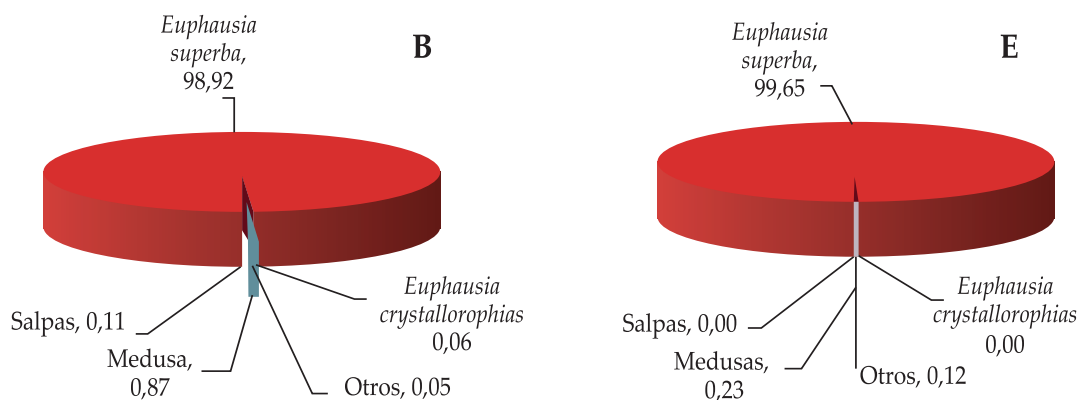 Euphausia
superba,
98,92
B
Salpas, 0,11
Medusa,
0,87
Otros, 0,05
Euphausia
crystallorophias
0,06
Euphausia
superba,
99,65
E
Salpas, 0,00
Medusas,
0,23
Otros, 0,12
Euphausia
crystallorophias
0,00